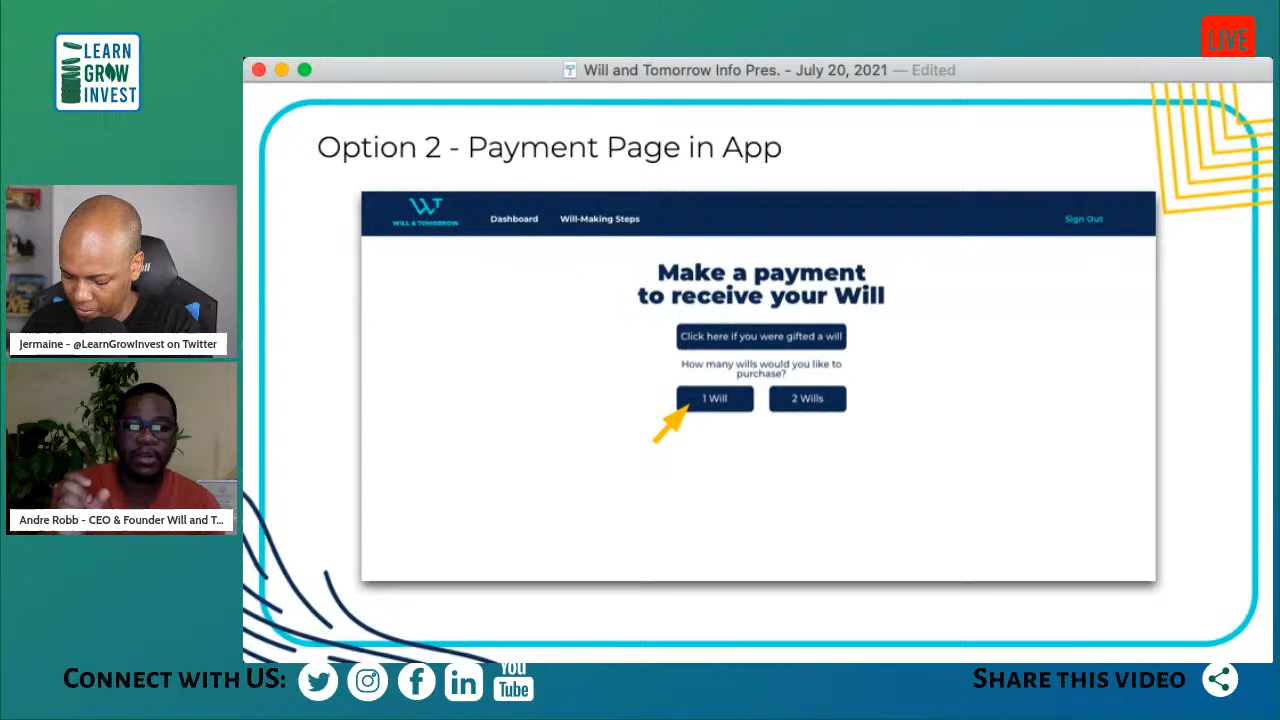 LEARN
GROW
INVEST
LIVE
Will and Tomorrow Info Pres. - July 20, 2021 — Edited
Option 2 - Payment Page in App
WILL & TOMORROW
Dashboard
Will-Making Steps
Sign Out
Make a payment
to receive your Will
Click here if you were gifted a will
How many wills would you like to
purchase?
1 Will
2 Wills
Jermaine - @LearnGrowInvest on Twitter
Andre Robb - CEO & Founder Will and T...
CONNECT WITH US:
You
Tube
SHARE THIS VIDEO